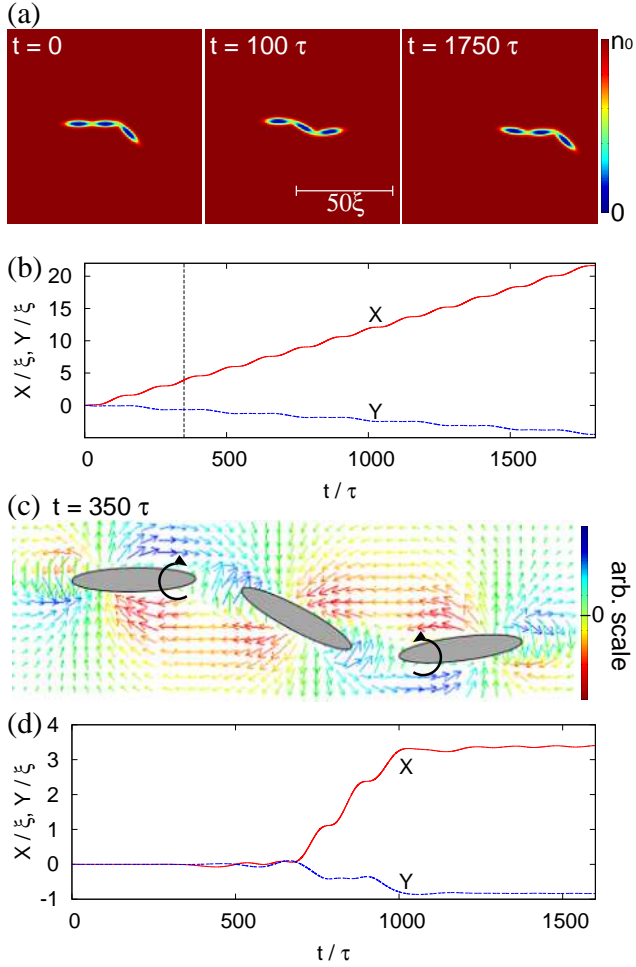 (a)
t = 0
t = 100 τ
t = 1750 τ
n₀
50ξ
0
(b)
X / ξ, Y / ξ
20
15
10
5
0
X
Y
0
500
1000
1500
t / τ
(c)
t = 350 τ
arb. scale
0
(d)
X / ξ, Y / ξ
4
3
2
1
0
-1
X
Y
0
500
1000
1500
t / τ